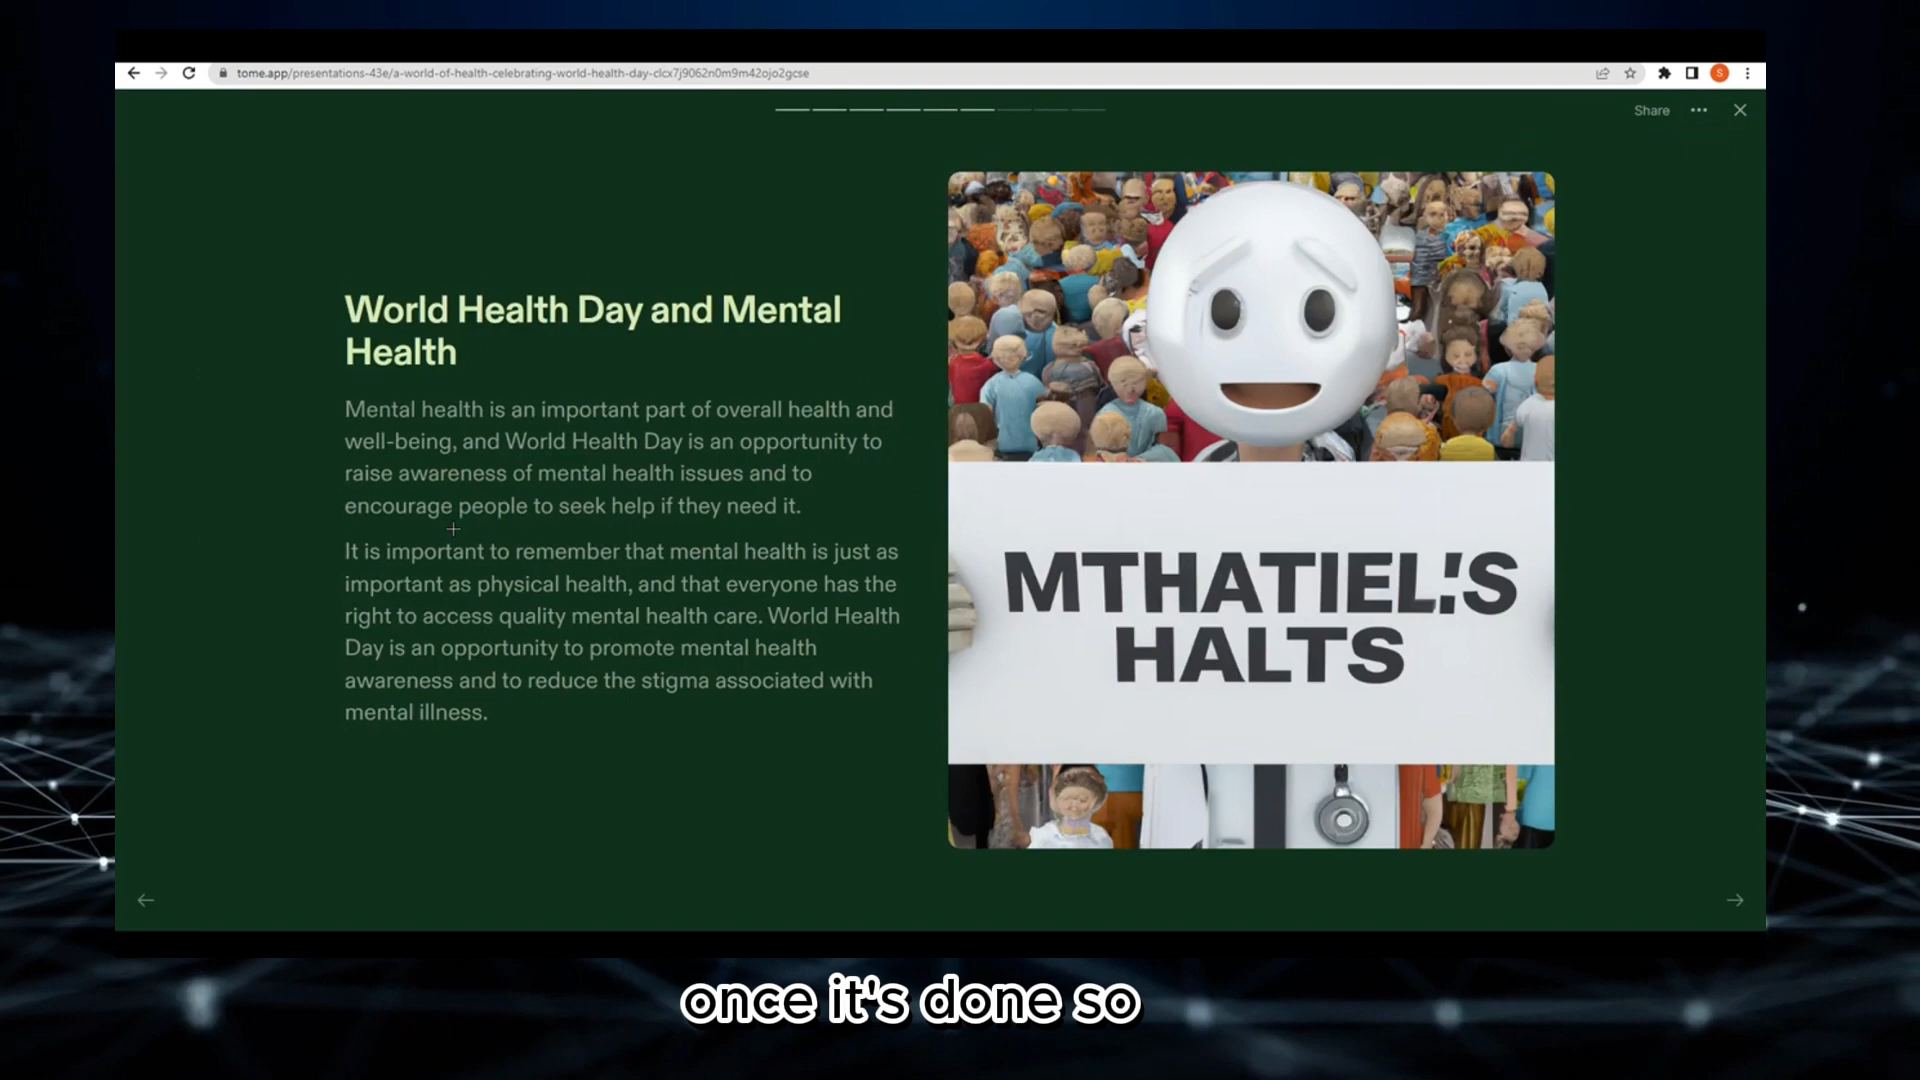 tome.app/presentations-43e/a-world-of-health-celebrating-world-health-day-clcx7j9062n0m9m42ojo2gcse
S
Share
World Health Day and Mental
Health
Mental health is an important part of overall health and
well-being, and World Health Day is an opportunity to
raise awareness of mental health issues and to
encourage people to seek help if they need it.
It is important to remember that mental health is just as
important as physical health, and that everyone has the
right to access quality mental health care. World Health
Day is an opportunity to promote mental health
awareness and to reduce the stigma associated with
mental illness.
MTHATIEL:'S
HALTS
once it's done so